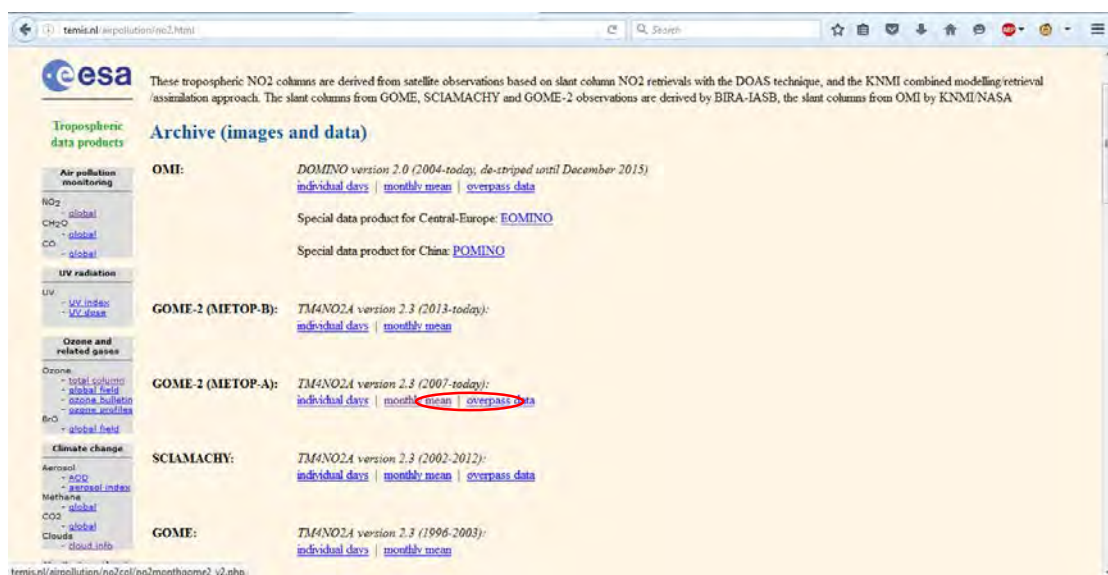 temis.nl/airpollution/no2.html
Search
ABP
esa
These tropospheric NO2 columns are derived from satellite observations based on slant column NO2 retrievals with the DOAS technique, and the KNMI combined modelling/retrieval
/assimilation approach. The slant columns from GOME, SCIAMACHY and GOME-2 observations are derived by BIRA-IASB, the slant columns from OMI by KNMI/NASA
Tropospheric
data products
Archive (images and data)
Air pollution
monitoring
NO2
- global
CH2O
- global
CO
- global
UV radiation
UV
- UV index
- UV dose
Ozone and
related gases
Ozone
- total column
- global field
- ozone bulletin
- ozone profiles
BrO
- global field
Climate change
Aerosol
- AOD
- aerosol index
Methane
- global
CO2
- global
Clouds
- cloud info
OMI: DOMINO version 2.0 (2004-today, de-striped until December 2015)
individual days | monthly mean | overpass data
Special data product for Central-Europe: EOMINO
Special data product for China: POMINO
GOME-2 (METOP-B): TM4NO2A version 2.3 (2013-today):
individual days | monthly mean
GOME-2 (METOP-A): TM4NO2A version 2.3 (2007-today):
individual days | monthly mean | overpass data
SCIAMACHY: TM4NO2A version 2.3 (2002-2012):
individual days | monthly mean | overpass data
GOME: TM4NO2A version 2.3 (1996-2003):
individual days | monthly mean
temis.nl/airpollution/no2col/no2monthgome2_v2.php